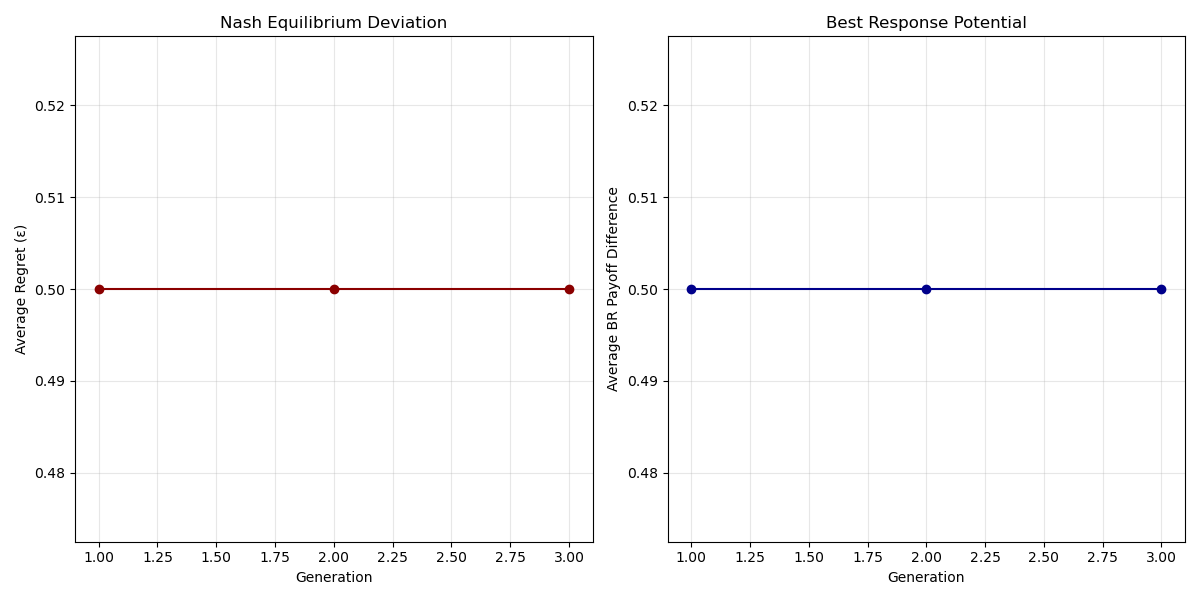 Nash Equilibrium Deviation
Average Regret (ε)
0.52
0.51
0.50
0.49
0.48
1.00 1.25 1.50 1.75 2.00 2.25 2.50 2.75 3.00
Generation
Best Response Potential
Average BR Payoff Difference
0.52
0.51
0.50
0.49
0.48
1.00 1.25 1.50 1.75 2.00 2.25 2.50 2.75 3.00
Generation